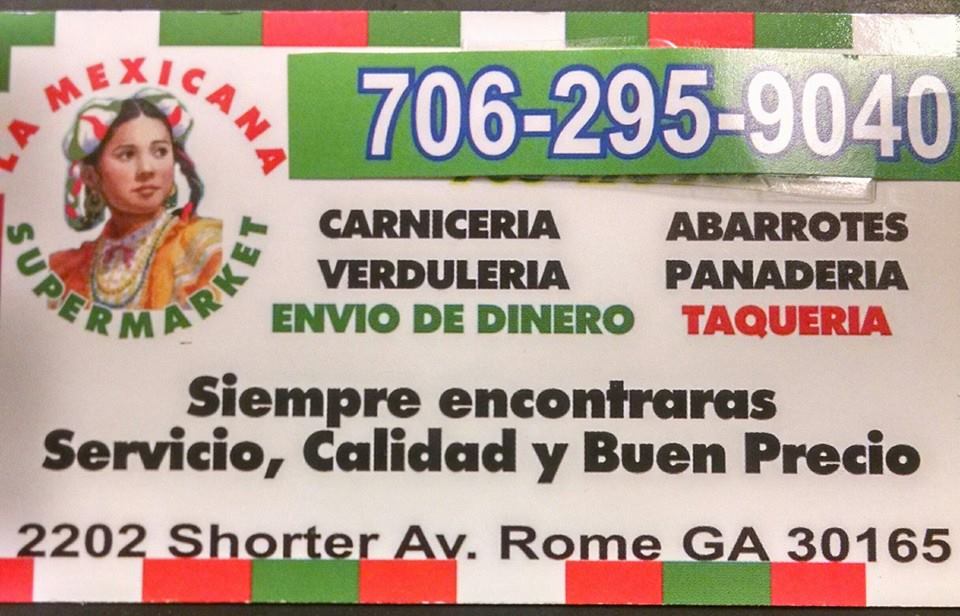 LA MEXICANA
SUPERMARKET
706-295-9040
CARNICERIA ABARROTES
VERDULERIA PANADERIA
ENVIO DE DINERO TAQUERIA
Siempre encontraras
Servicio, Calidad y Buen Precio
2202 Shorter Av. Rome GA 30165